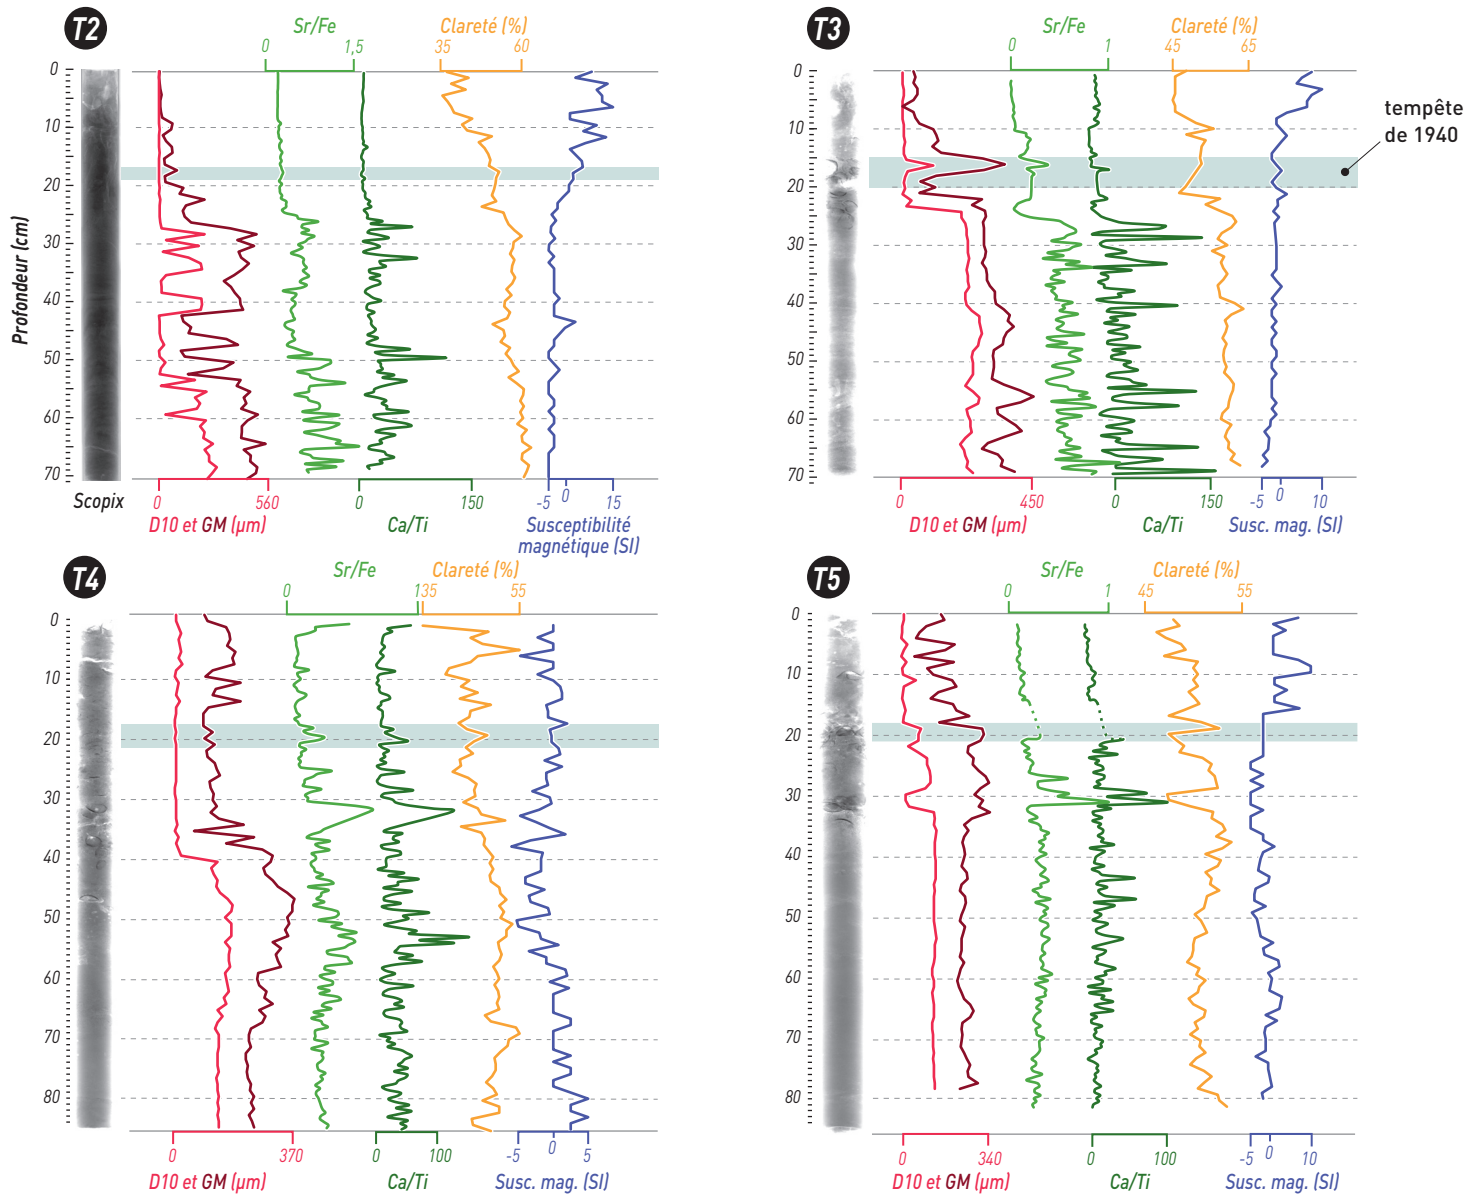 T2
Sr/Fe
0 1,5
Clareté (%)
35 60
0
10
20
30
40
50
60
70
Profondeur (cm)
Scopix
0 560
D10 et GM (µm)
0 150
Ca/Ti
-5 0 15
Susceptibilité
magnétique (SI)
T3
Sr/Fe
0 1
Clareté (%)
45 65
tempête
de 1940
0
10
20
30
40
50
60
70
0 450
D10 et GM (µm)
0 150
Ca/Ti
-5 0 10
Susc. mag. (SI)
T4
Sr/Fe
0 1
Clareté (%)
35 55
0
10
20
30
40
50
60
70
80
0 370
D10 et GM (µm)
0 100
Ca/Ti
-5 0 5
Susc. mag. (SI)
T5
Sr/Fe
0 1
Clareté (%)
45 55
0
10
20
30
40
50
60
70
80
0 340
D10 et GM (µm)
0 100
Ca/Ti
-5 0 10
Susc. mag. (SI)